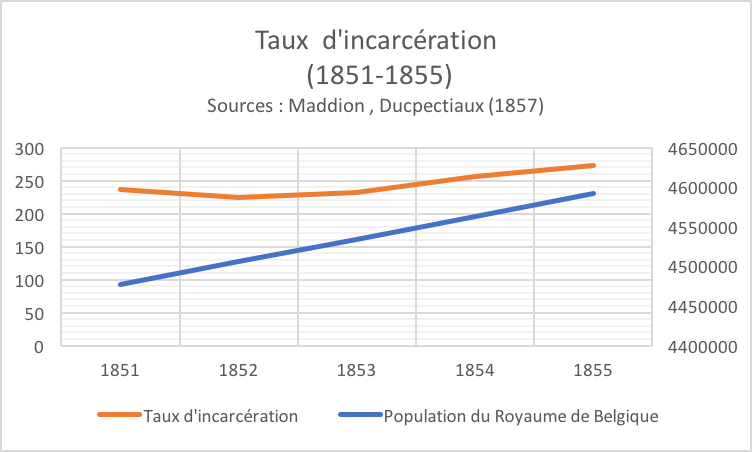 Taux  d'incarcération
(1851-1855)
Sources : Maddion , Ducpectiaux (1857)
300 4650000
250 4600000
200 4550000
150 4500000
100 4450000
50 4400000
0
1851 1852 1853 1854 1855
Taux d'incarcération Population du Royaume de Belgique